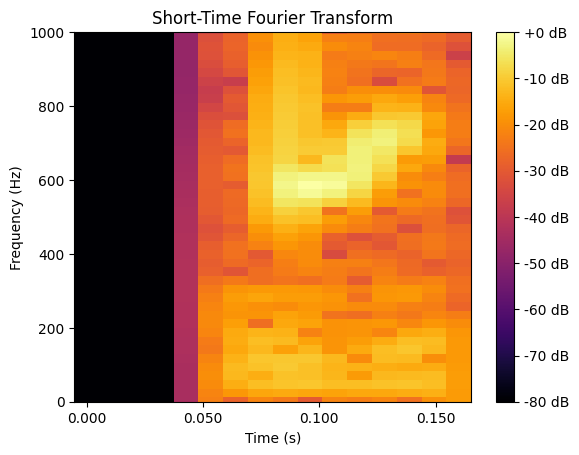 Short-Time Fourier Transform
1000
800
600
400
200
0
Frequency (Hz)
0.000
0.050
0.100
0.150
Time (s)
+0 dB
-10 dB
-20 dB
-30 dB
-40 dB
-50 dB
-60 dB
-70 dB
-80 dB